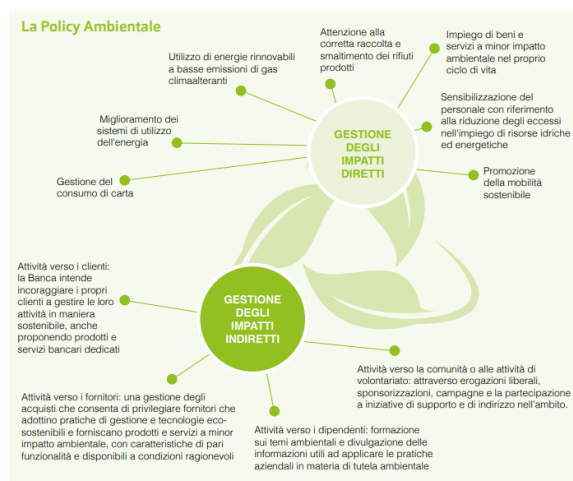 La Policy Ambientale
Utilizzo di energie rinnovabili
a basse emissioni di gas
climaalteranti
Attenzione alla
corretta raccolta e
smaltimento dei rifiuti
prodotti
Impiego di beni e
servizi a minor impatto
ambientale nel proprio
ciclo di vita
Miglioramento dei
sistemi di utilizzo
dell'energia
GESTIONE
DEGLI
IMPATTI
DIRETTI
Sensibilizzazione del
personale con riferimento
alla riduzione degli eccessi
nell'impiego di risorse idriche
ed energetiche
Gestione del
consumo di carta
Promozione
della mobilità
sostenibile
Attività verso i clienti:
la Banca intende
incoraggiare i propri
clienti a gestire le loro
attività in maniera
sostenibile, anche
proponendo prodotti e
servizi bancari dedicati
GESTIONE
DEGLI
IMPATTI
INDIRETTI
Attività verso la comunità o alle attività di
volontariato: attraverso erogazioni liberali,
sponsorizzazioni, campagne e la partecipazione
a iniziative di supporto e di indirizzo nell'ambito.
Attività verso i fornitori: una gestione degli
acquisti che consenta di privilegiare fornitori che
adottino pratiche di gestione e tecnologie eco-
sostenibili e forniscano prodotti e servizi a minor
impatto ambientale, con caratteristiche di pari
funzionalità e disponibili a condizioni ragionevoli
Attività verso i dipendenti: formazione
sui temi ambientali e divulgazione delle
informazioni utili ad applicare le pratiche
aziendali in materia di tutela ambientale